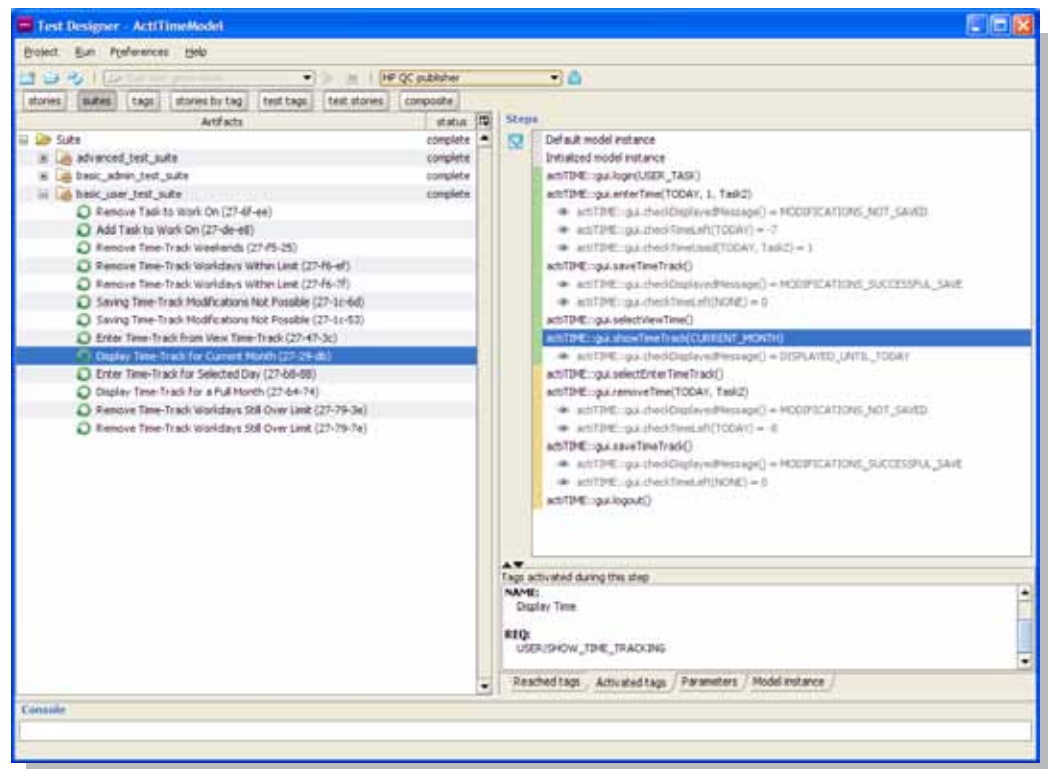 Test Designer - ActiTimeModel
Project Run Preferences Help
HP QC publisher
stories suites tags stories by tag test tags test stories composite
Artifacts status
Suite complete
advanced_test_suite complete
basic_admin_test_suite complete
basic_user_test_suite complete
Remove Task to Work On (27-6f-ee)
Add Task to Work On (27-de-e8)
Remove Time-Track Weekends (27-f5-25)
Remove Time-Track Workdays Within Limit (27-f6-ef)
Remove Time-Track Workdays Within Limit (27-f6-7f)
Saving Time-Track Modifications Not Possible (27-1c-6d)
Saving Time-Track Modifications Not Possible (27-1c-53)
Enter Time-Track from View Time-Track (27-47-3c)
Display Time-Track for Current Month (27-29-db)
Enter Time-Track for Selected Day (27-b8-88)
Display Time-Track for a Full Month (27-64-74)
Remove Time-Track Workdays Still Over Limit (27-79-3e)
Remove Time-Track Workdays Still Over Limit (27-79-7e)
Steps
Default model instance
Initialized model instance
actiTIME::gui.login(USER_TASK)
actiTIME::gui.enterTime(TODAY, 1, Task2)
actiTIME::gui.checkDisplayedMessage() = MODIFICATIONS_NOT_SAVED
actiTIME::gui.checkTimeLeft(TODAY) = -7
actiTIME::gui.checkTimeUsed(TODAY, Task2) = 1
actiTIME::gui.saveTimeTrack()
actiTIME::gui.checkDisplayedMessage() = MODIFICATIONS_SUCCESSFUL_SAVE
actiTIME::gui.checkTimeLeft(NONE) = 0
actiTIME::gui.selectViewTime()
actiTIME::gui.showTimeTrack(CURRENT_MONTH)
actiTIME::gui.checkDisplayedMessage() = DISPLAYED_UNTIL_TODAY
actiTIME::gui.selectEnterTimeTrack()
actiTIME::gui.removeTime(TODAY, Task2)
actiTIME::gui.checkDisplayedMessage() = MODIFICATIONS_NOT_SAVED
actiTIME::gui.checkTimeLeft(TODAY) = -8
actiTIME::gui.saveTimeTrack()
actiTIME::gui.checkDisplayedMessage() = MODIFICATIONS_SUCCESSFUL_SAVE
actiTIME::gui.checkTimeLeft(NONE) = 0
actiTIME::gui.logout()
Tags activated during this step
NAME:
Display Time
REQ:
USER/SHOW_TIME_TRACKING
Reached tags Activated tags Parameters Model instance
Console